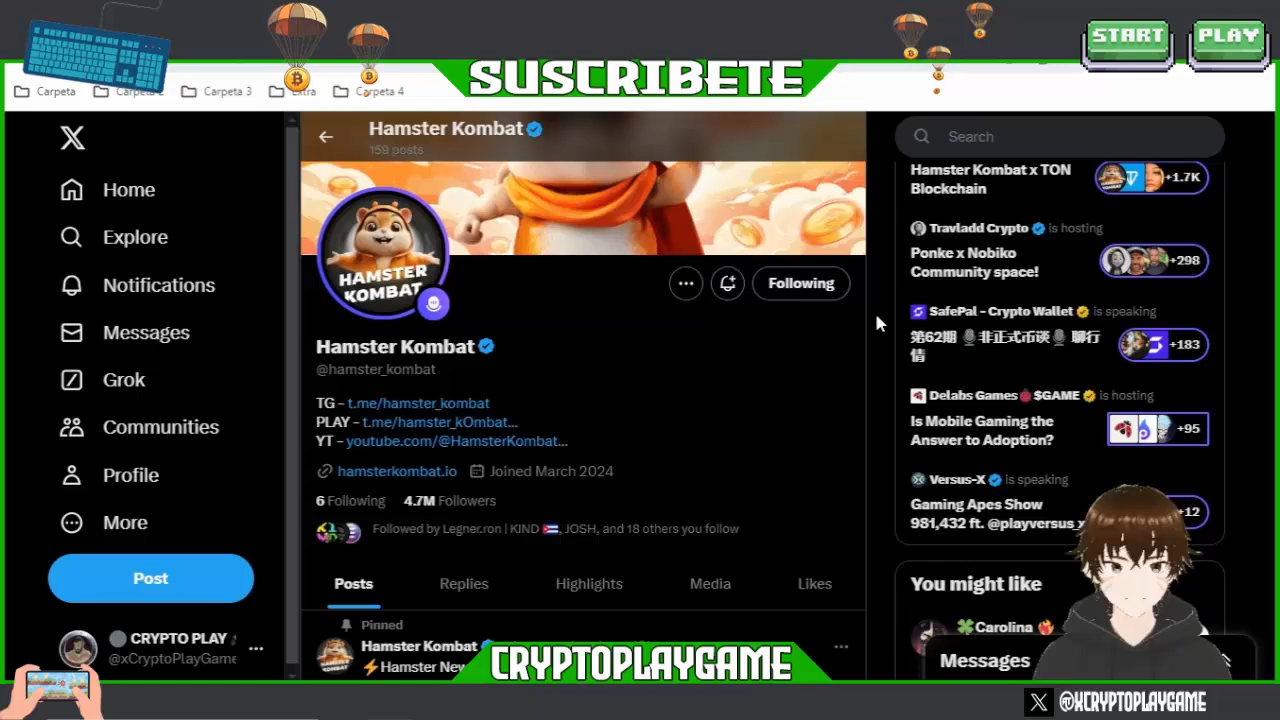 START
PLAY
SUSCRIBETE
Carpeta
Carpeta 2
Carpeta 3
Extra
Carpeta 4
Home
Explore
Notifications
Messages
Grok
Communities
Profile
More
Post
CRYPTO PLAY
@xCryptoPlayGame
Hamster Kombat
159 posts
HAMSTER
KOMBAT
Following
Hamster Kombat
@hamster_kombat
TG - t.me/hamster_kombat
PLAY - t.me/hamster_kOmbat...
YT - youtube.com/@HamsterKombat...
hamsterkombat.io Joined March 2024
6 Following 4.7M Followers
Followed by Legner.ron | KIND 🇨🇺, JOSH, and 18 others you follow
Posts
Replies
Highlights
Media
Likes
Pinned
Hamster Kombat
⚡Hamster New
Search
Hamster Kombat x TON
Blockchain
+1.7K
Travladd Crypto is hosting
Ponke x Nobiko
Community space!
+298
SafePal - Crypto Wallet is speaking
第62期 🎙️非正式币谈🎙️ 聊行
情
+183
Delabs Games $GAME is hosting
Is Mobile Gaming the
Answer to Adoption?
+95
Versus-X is speaking
Gaming Apes Show
981,432 ft. @playversus_x
+12
You might like
🍀Carolina 🔥
Messages
CRYPTOPLAYGAME
@XCRYPTOPLAYGAME